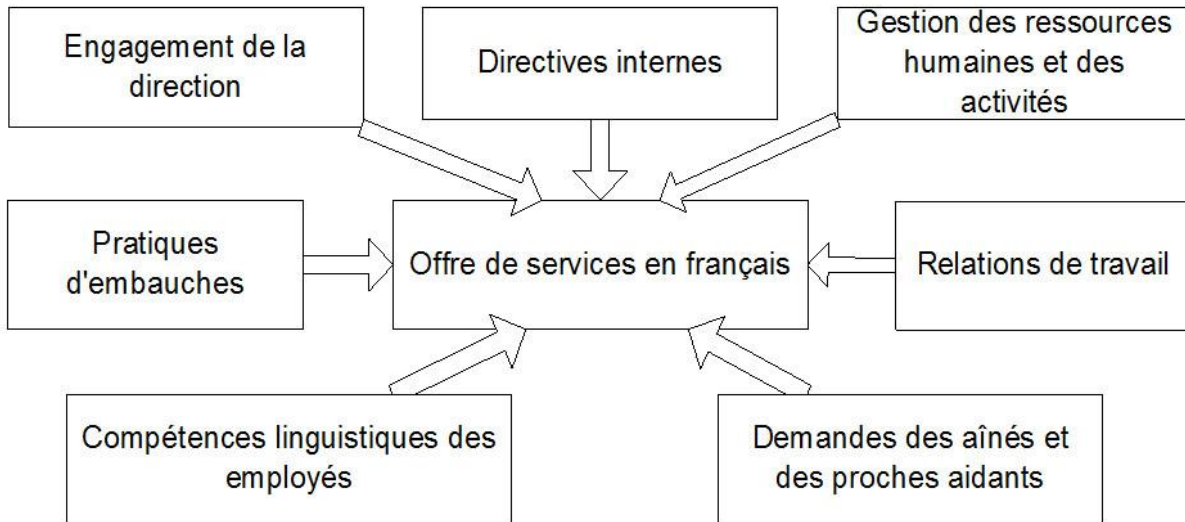 Engagement de la
direction
Directives internes
Gestion des ressources
humaines et des
activités
Pratiques
d'embauches
Offre de services en français
Relations de travail
Compétences linguistiques des
employés
Demandes des aînés et
des proches aidants